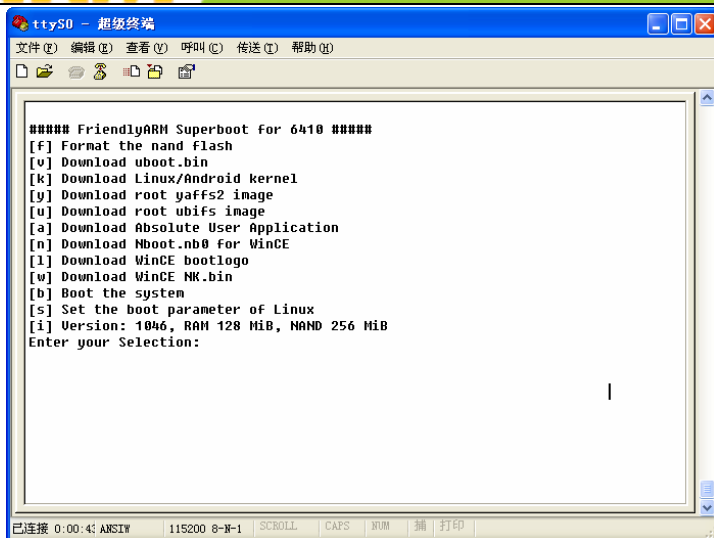 ttyS0 - 超级终端
文件(F) 编辑(E) 查看(V) 呼叫(C) 传送(T) 帮助(H)
##### FriendlyARM Superboot for 6410 #####
[f] Format the nand flash
[v] Download uboot.bin
[k] Download Linux/Android kernel
[y] Download root yaffs2 image
[u] Download root ubifs image
[a] Download Absolute User Application
[n] Download Nboot.nb0 for WinCE
[l] Download WinCE bootlogo
[w] Download WinCE NK.bin
[b] Boot the system
[s] Set the boot parameter of Linux
[i] Version: 1046, RAM 128 MiB, NAND 256 MiB
Enter your Selection:
已连接 0:00:43 ANSIW 115200 8-N-1 SCROLL CAPS NUM 捕 打印